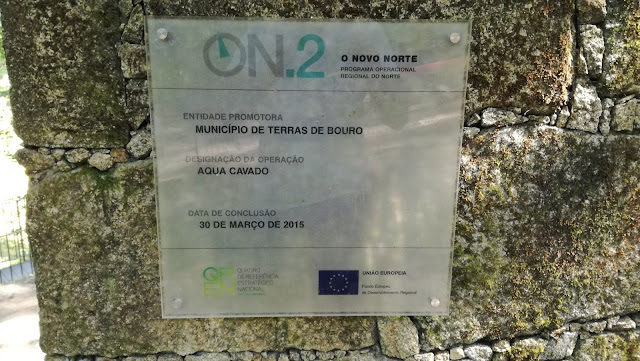 ON.2
O NOVO NORTE
PROGRAMA OPERACIONAL
REGIONAL DO NORTE
ENTIDADE PROMOTORA
MUNICÍPIO DE TERRAS DE BOURO
DESIGNAÇÃO DA OPERAÇÃO
AQUA CAVADO
DATA DE CONCLUSÃO
30 DE MARÇO DE 2015
QREN
QUADRO
DE REFERÊNCIA
ESTRATÉGICO
NACIONAL
UNIÃO EUROPEIA
Fundo Europeu
de Desenvolvimento Regional